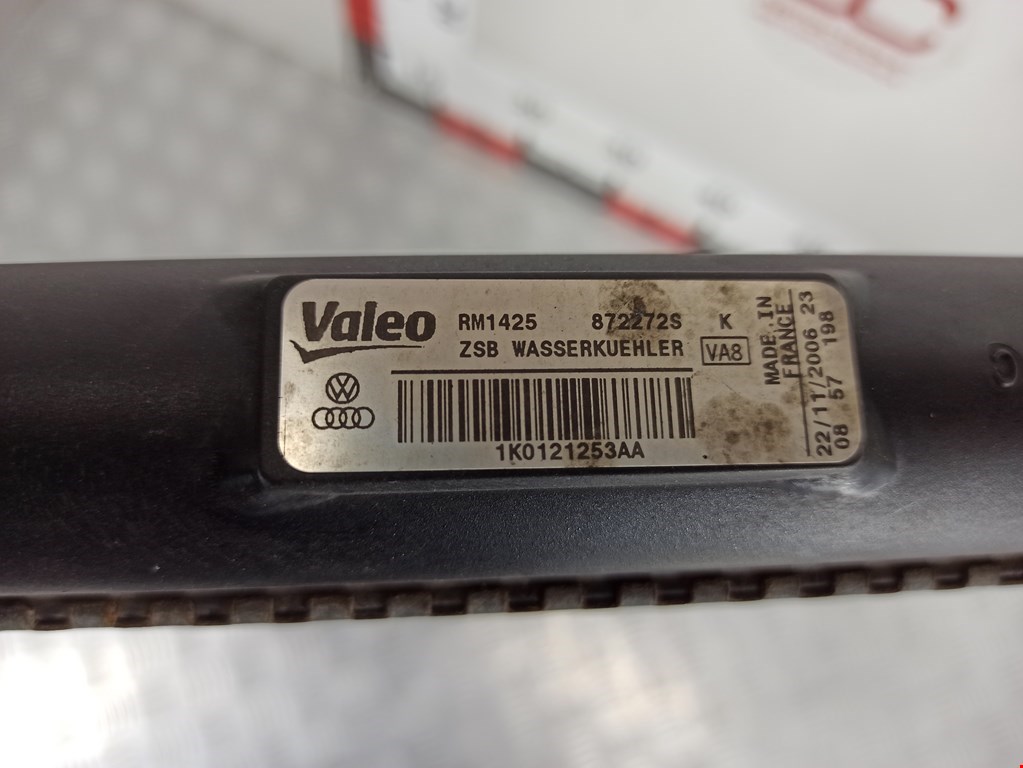 Valeo RM1425 872272S K
ZSB WASSERKUEHLER VA8
1K0121253AA
MADE IN
FRANCE
22/11/2006 23
08 57 198